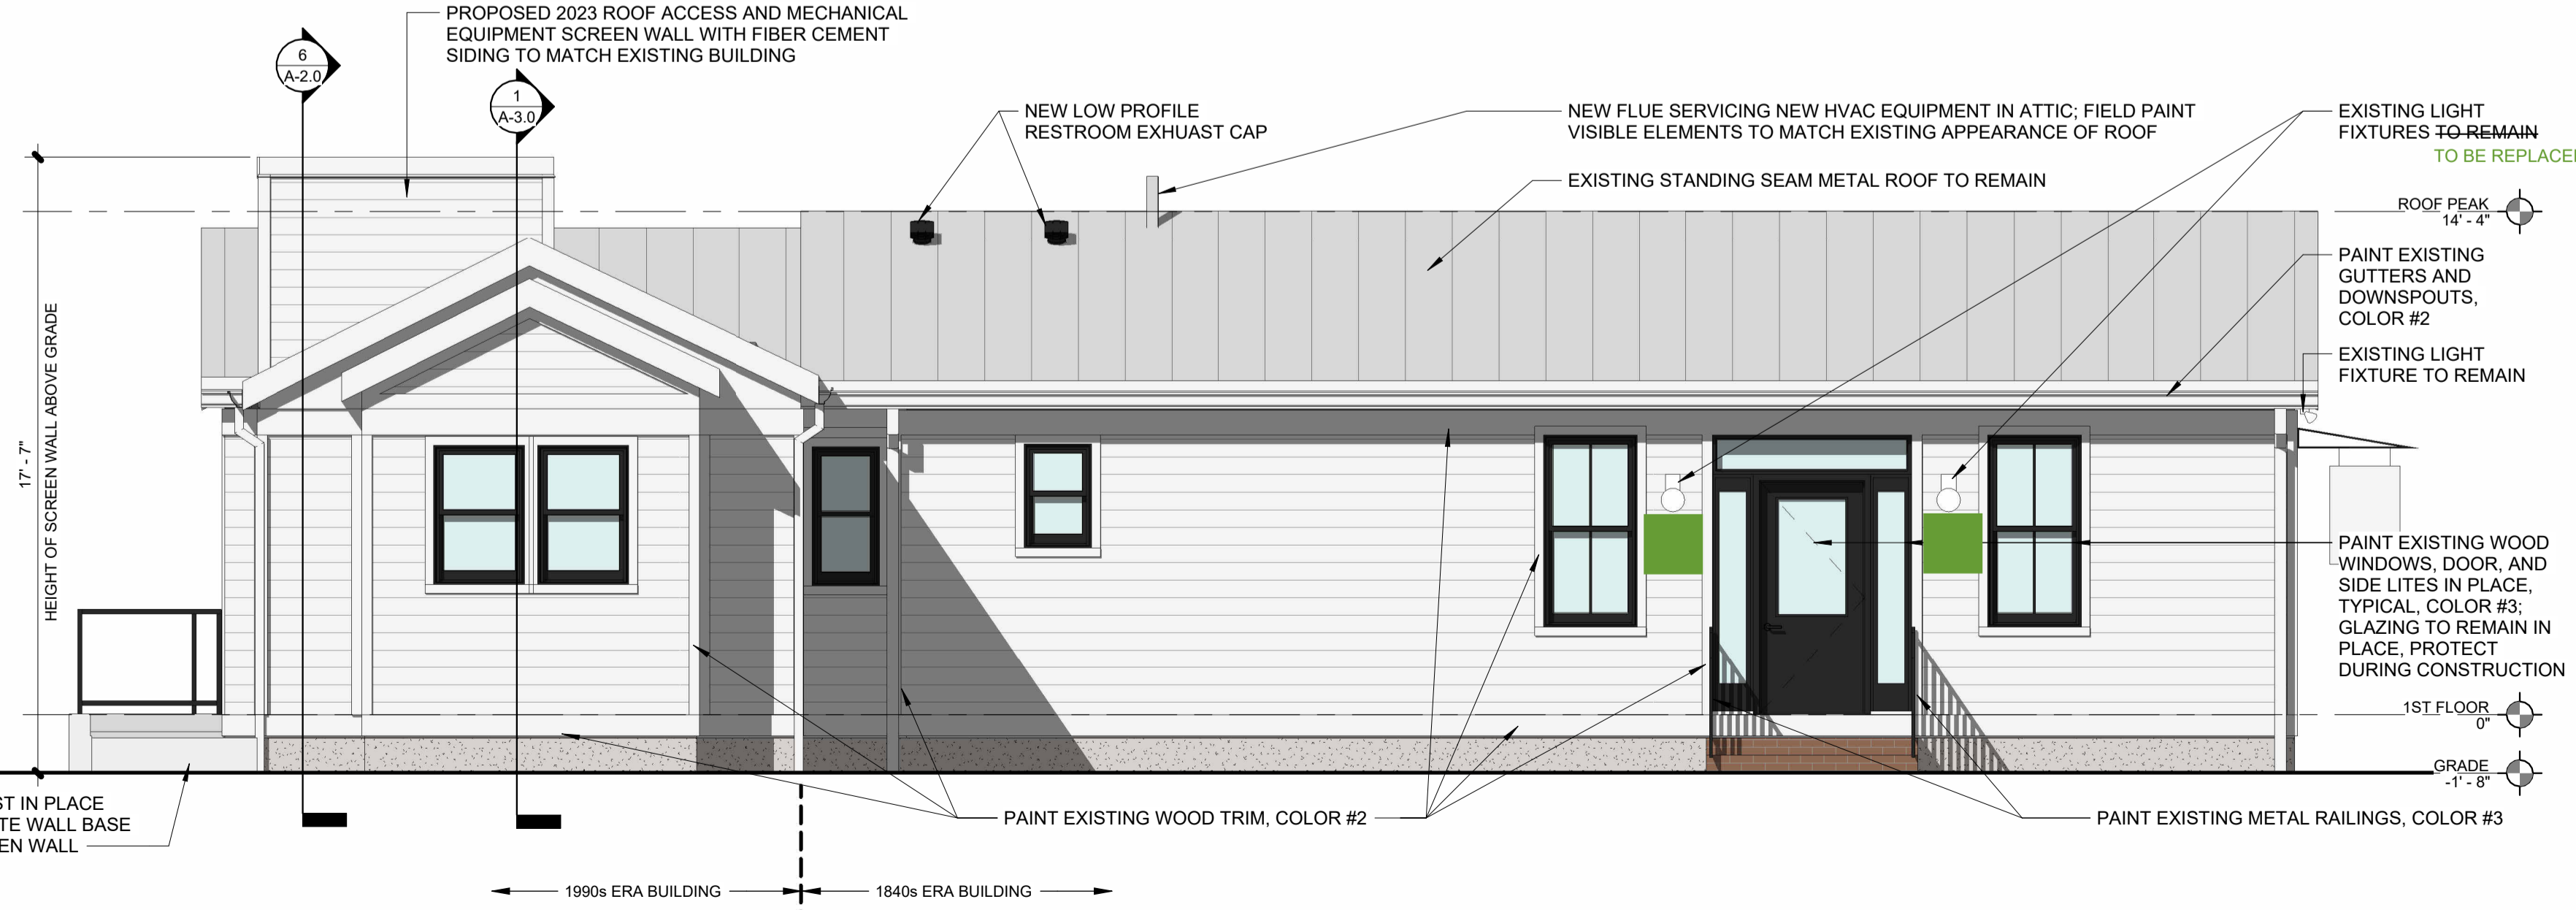 PROPOSED 2023 ROOF ACCESS AND MECHANICAL
EQUIPMENT SCREEN WALL WITH FIBER CEMENT
SIDING TO MATCH EXISTING BUILDING
6
A-2.0
1
A-3.0
NEW LOW PROFILE
RESTROOM EXHUAST CAP
NEW FLUE SERVICING NEW HVAC EQUIPMENT IN ATTIC; FIELD PAINT
VISIBLE ELEMENTS TO MATCH EXISTING APPEARANCE OF ROOF
EXISTING STANDING SEAM METAL ROOF TO REMAIN
EXISTING LIGHT
FIXTURES TO REMAIN
TO BE REPLACE
ROOF PEAK
14' - 4"
PAINT EXISTING
GUTTERS AND
DOWNSPOUTS,
COLOR #2
EXISTING LIGHT
FIXTURE TO REMAIN
17' - 7"
HEIGHT OF SCREEN WALL ABOVE GRADE
PAINT EXISTING WOOD
WINDOWS, DOOR, AND
SIDE LITES IN PLACE,
TYPICAL, COLOR #3;
GLAZING TO REMAIN IN
PLACE, PROTECT
DURING CONSTRUCTION
1ST FLOOR
0"
GRADE
-1' - 8"
ST IN PLACE
TE WALL BASE
EN WALL
PAINT EXISTING WOOD TRIM, COLOR #2
PAINT EXISTING METAL RAILINGS, COLOR #3
1990s ERA BUILDING
1840s ERA BUILDING